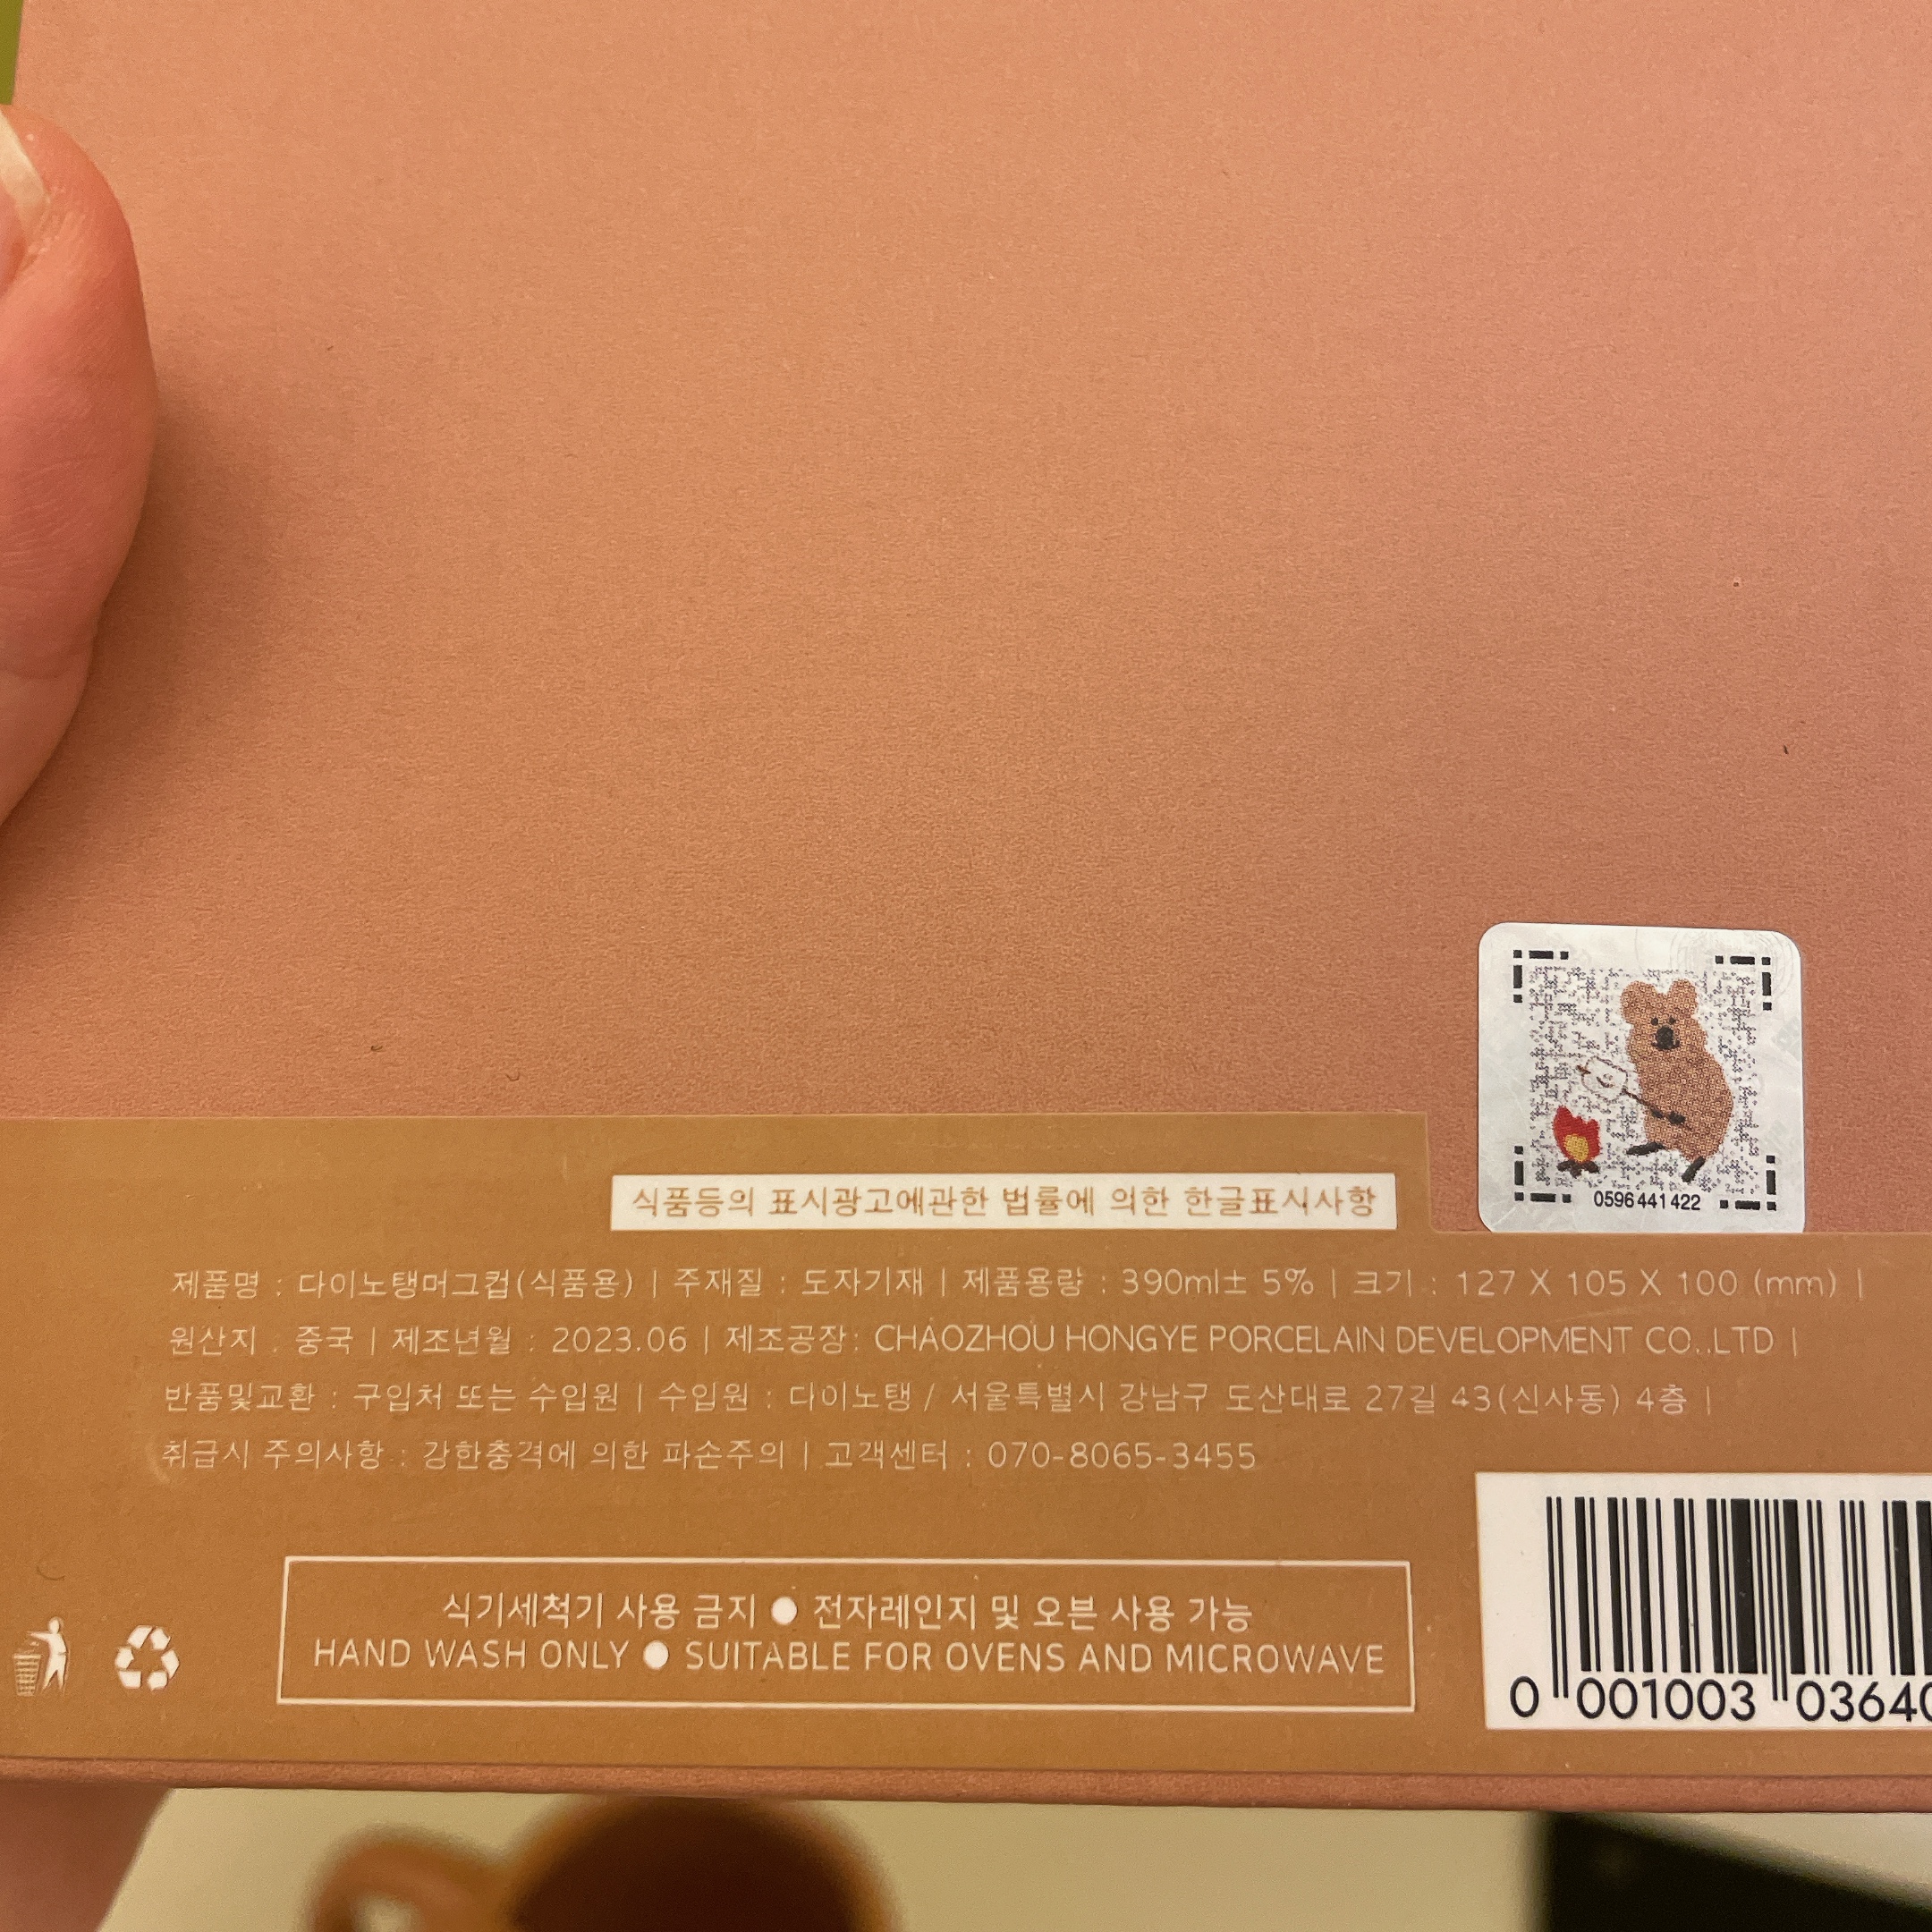 0596441422
식품등의 표시광고에관한 법률에 의한 한글표시사항
제품명 : 다이노탱머그컵(식품용) | 주재질 : 도자기재 | 제품용량 : 390ml± 5% | 크기 : 127 X 105 X 100 (mm) |
원산지 : 중국 | 제조년월 : 2023.06 | 제조공장: CHAOZHOU HONGYE PORCELAIN DEVELOPMENT CO.,LTD |
반품및교환 : 구입처 또는 수입원 | 수입원 : 다이노탱 / 서울특별시 강남구 도산대로 27길 43(신사동) 4층 |
취급시 주의사항 : 강한충격에 의한 파손주의 | 고객센터 : 070-8065-3455
식기세척기 사용 금지 ● 전자레인지 및 오븐 사용 가능
HAND WASH ONLY ● SUITABLE FOR OVENS AND MICROWAVE
0 001003 03640